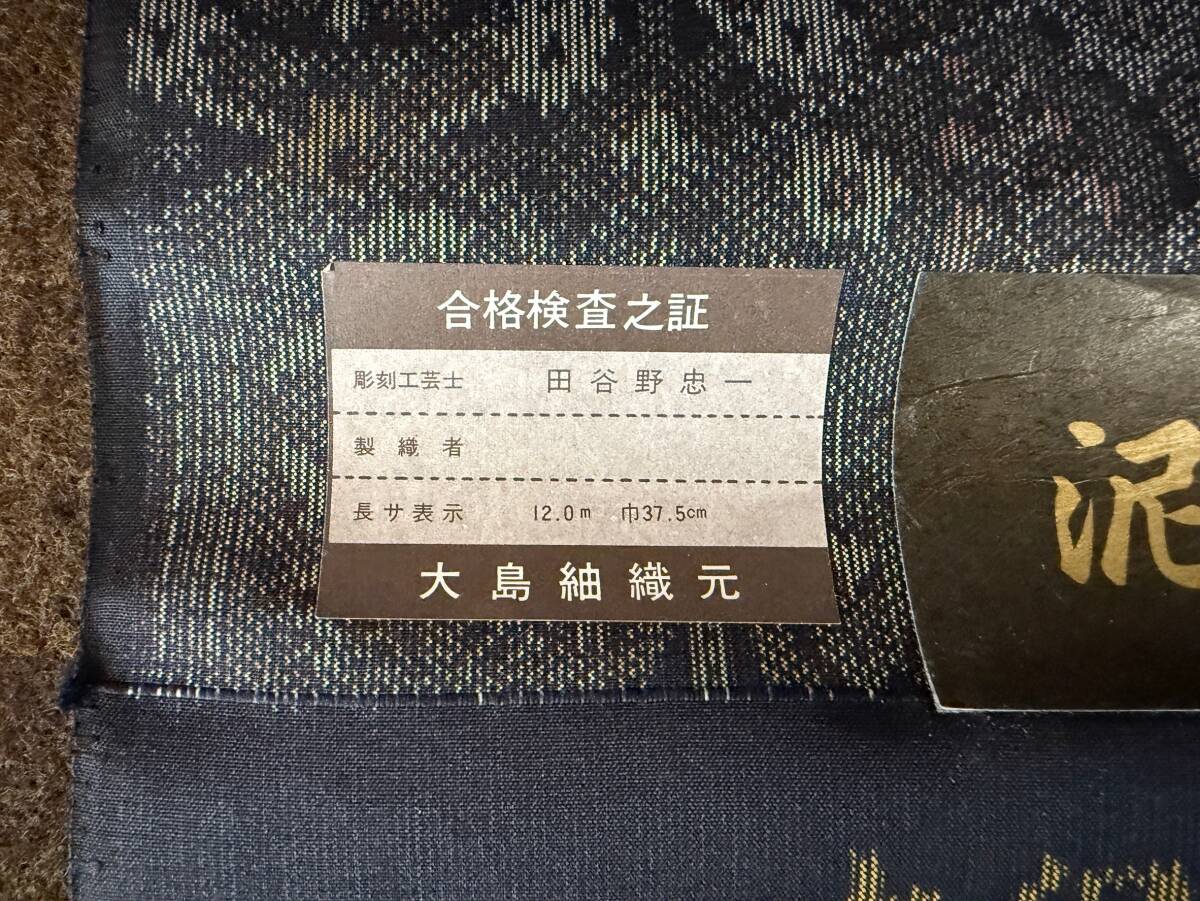 合格検査之証
彫刻工芸士 田谷野忠一
製織者
長サ表示 12.0m 巾37.5cm
大島紬織元
泥